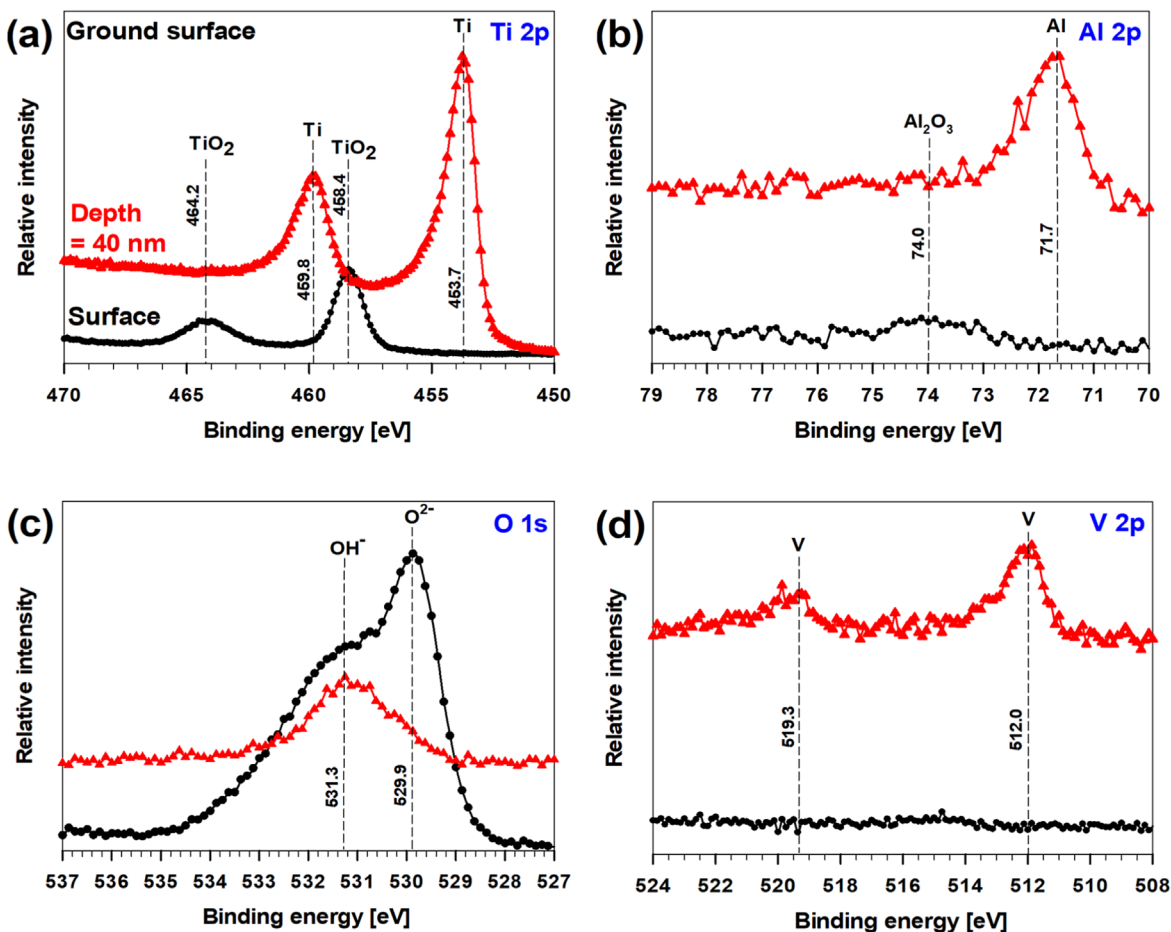 (a)
Ground surface
Ti
Ti 2p
TiO2
Ti
TiO2
464.2
458.4
Depth
= 40 nm
459.8
453.7
Surface
Relative intensity
470 465 460 455 450
Binding energy [eV]
(b)
Al
Al 2p
Al2O3
74.0
71.7
Relative intensity
79 78 77 76 75 74 73 72 71 70
Binding energy [eV]
(c)
O2-
O 1s
OH-
531.3
529.9
Relative intensity
537 536 535 534 533 532 531 530 529 528 527
Binding energy [eV]
(d)
V
V 2p
V
519.3
512.0
Relative intensity
524 522 520 518 516 514 512 510 508
Binding energy [eV]